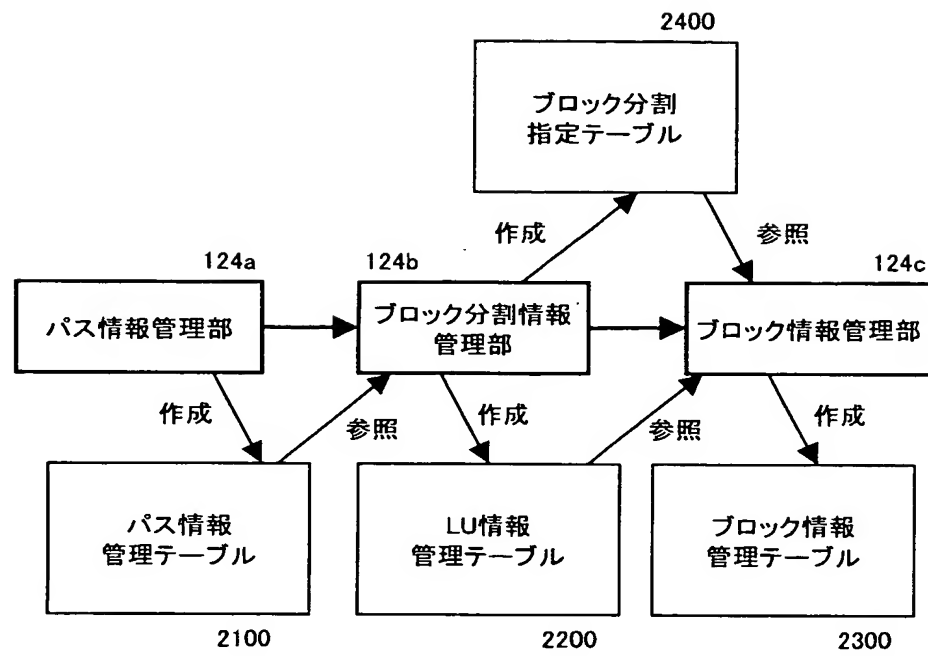 2400
ブロック分割
指定テーブル
作成
参照
124a
124b
124c
パス情報管理部
ブロック分割情報
管理部
ブロック情報管理部
作成
参照
作成
参照
作成
パス情報
管理テーブル
LU情報
管理テーブル
ブロック情報
管理テーブル
2100
2200
2300